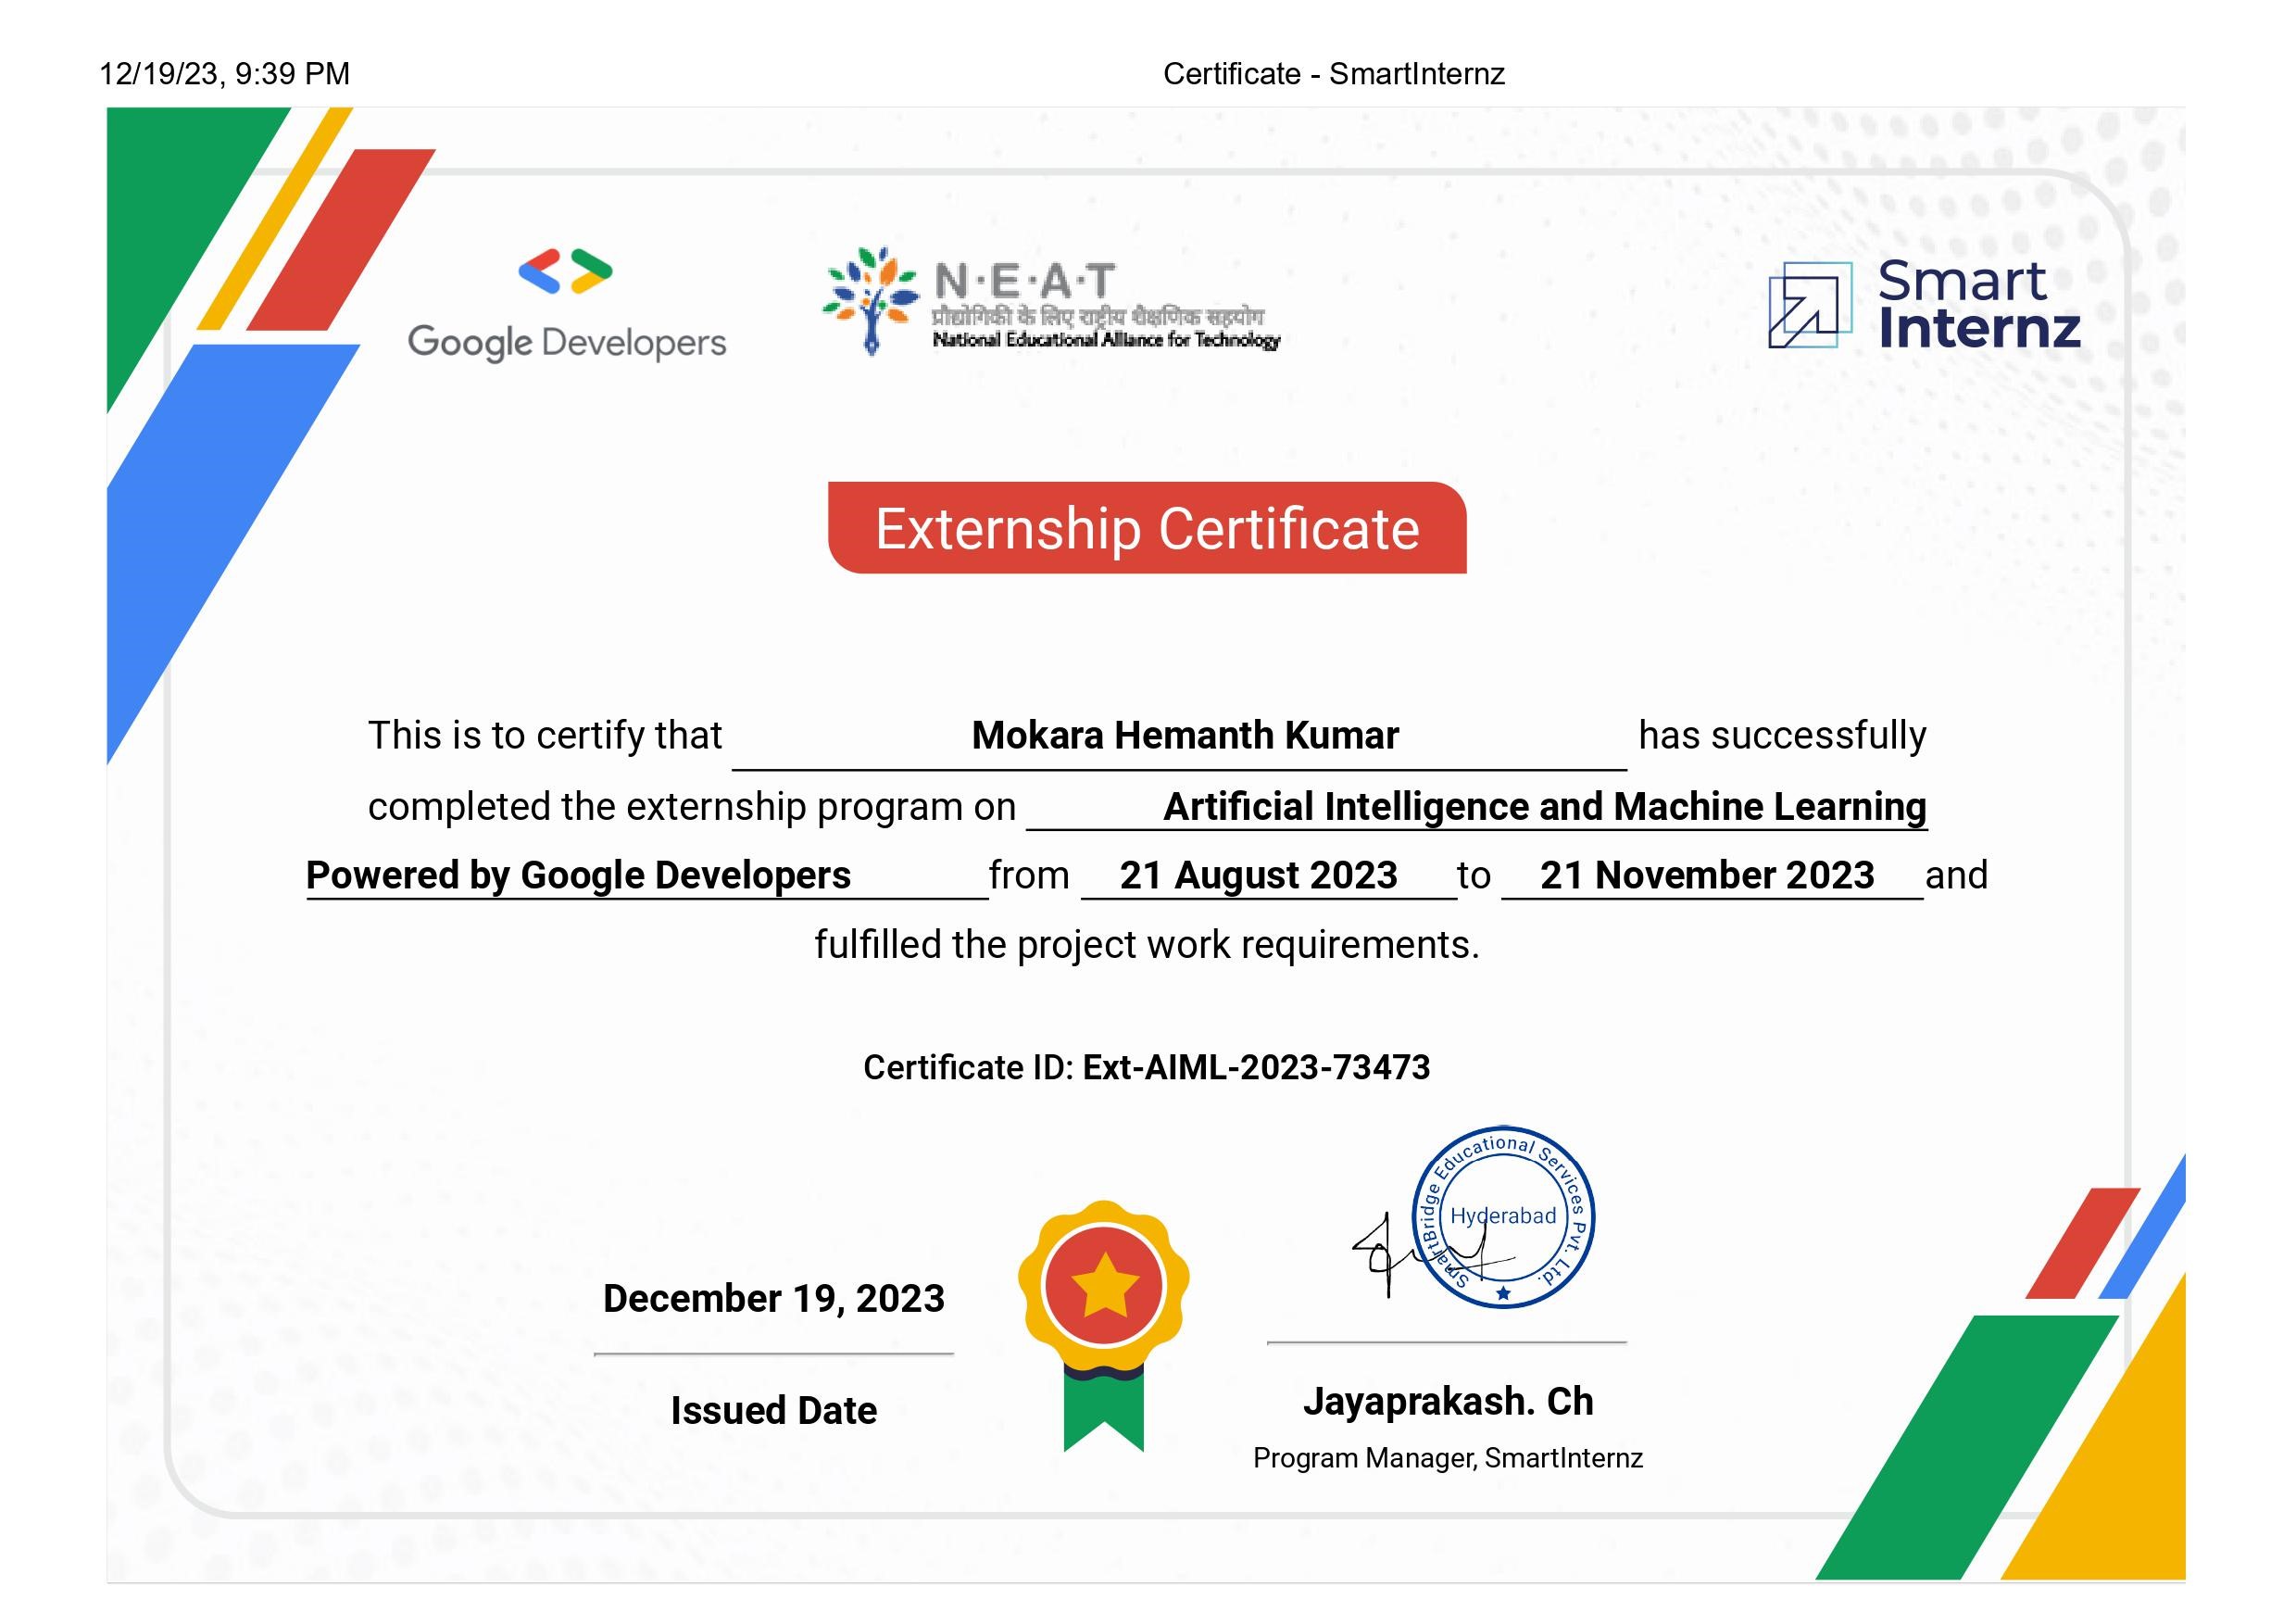 12/19/23, 9:39 PM
Certificate - SmartInternz
Google Developers
N·E·A·T
प्रौद्योगिकी के लिए राष्ट्रीय शैक्षणिक सहयोग
National Educational Alliance for Technology
Smart
Internz
Externship Certificate
This is to certify that Mokara Hemanth Kumar has successfully
completed the externship program on Artificial Intelligence and Machine Learning
Powered by Google Developers from 21 August 2023 to 21 November 2023 and
fulfilled the project work requirements.
Certificate ID: Ext-AIML-2023-73473
SmartBridge Educational Services Pvt. Ltd.
Hyderabad
December 19, 2023
Issued Date
Jayaprakash. Ch
Program Manager, SmartInternz